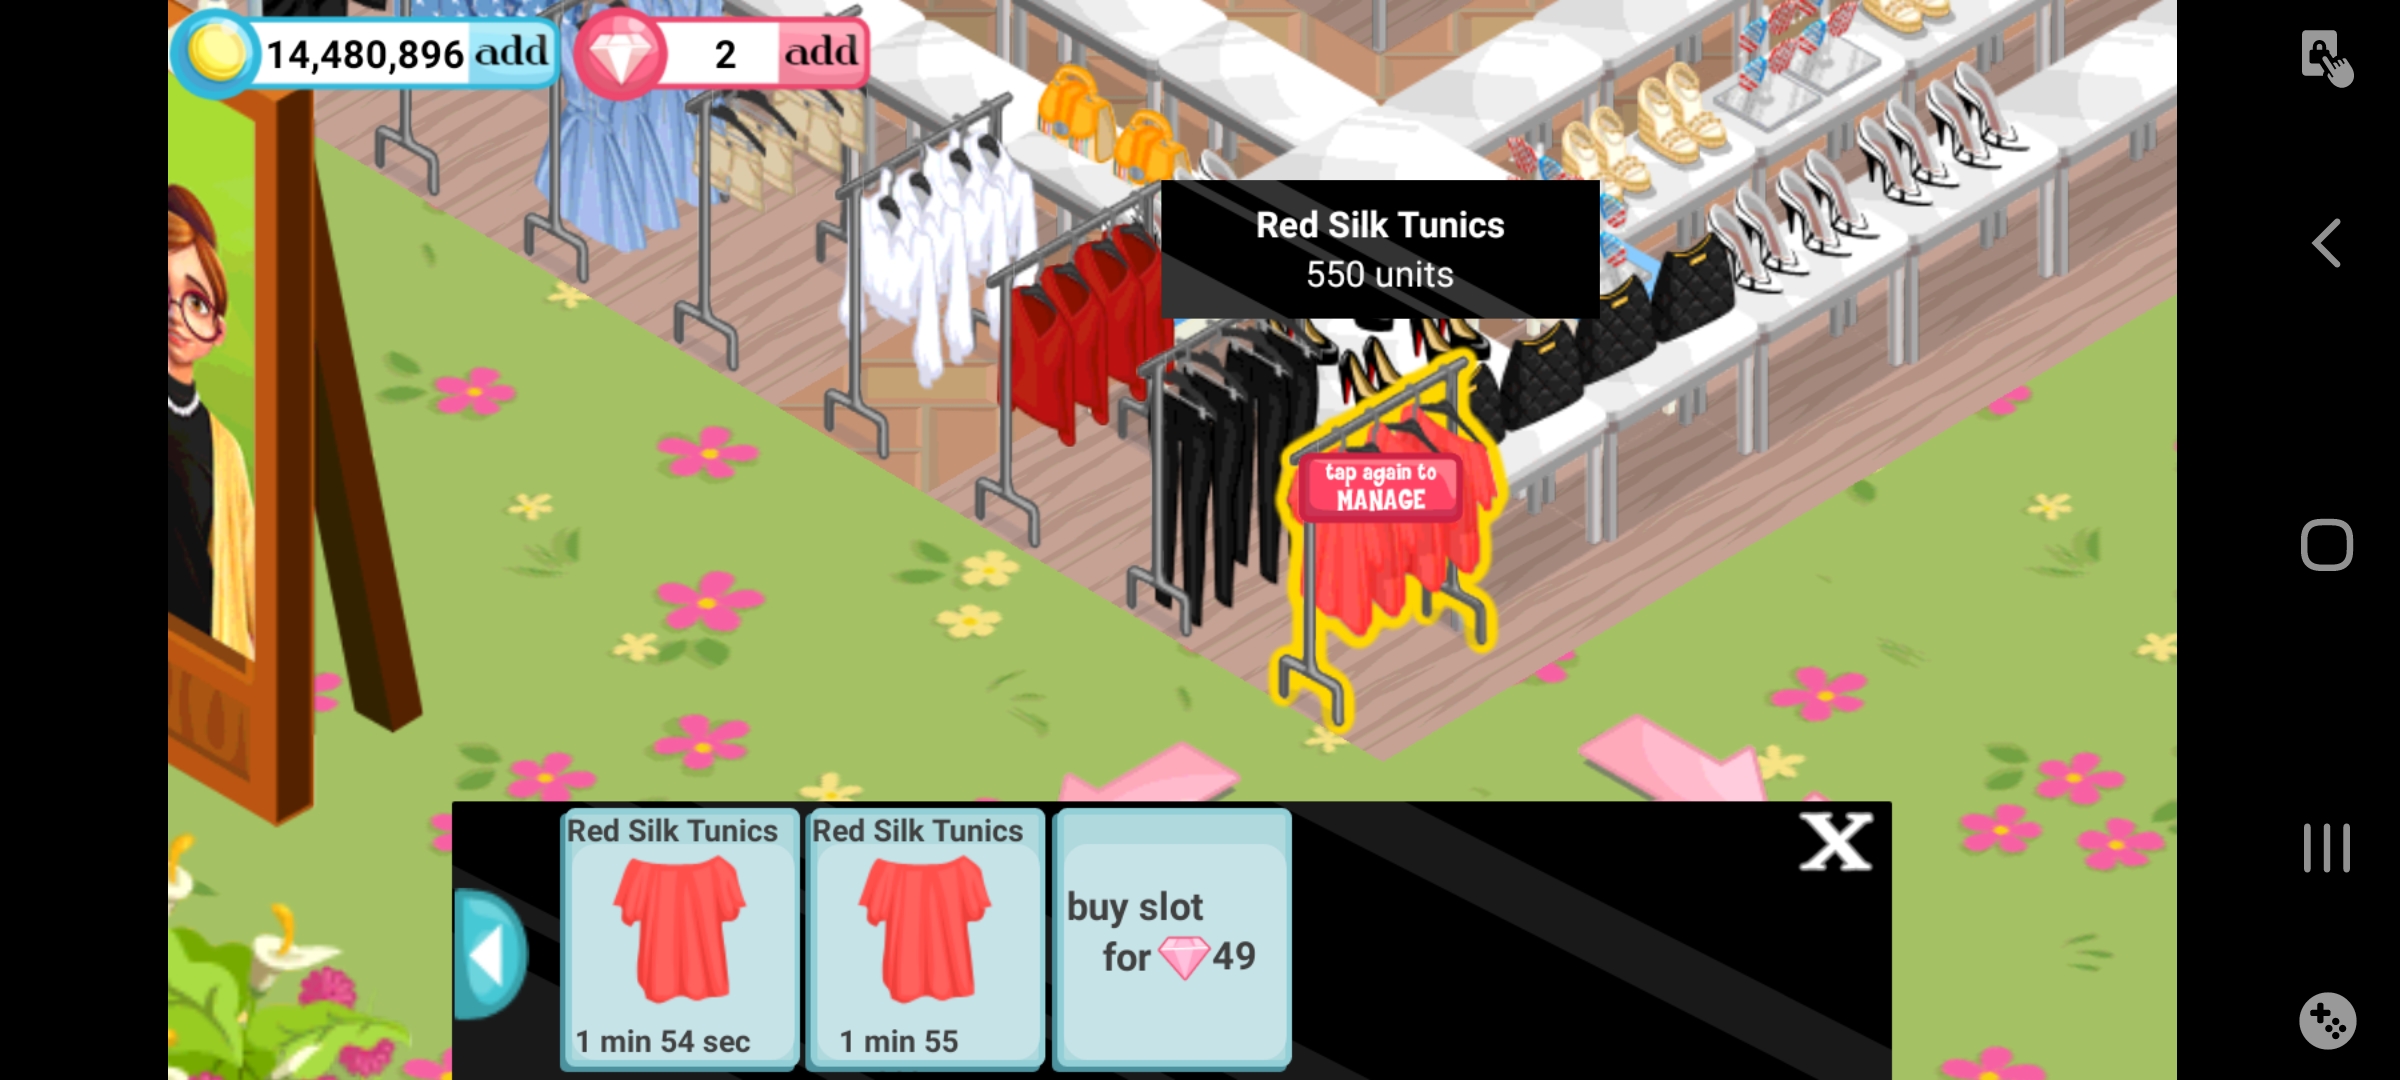 14,480,896 add
2 add
Red Silk Tunics
550 units
tap again to
MANAGE
Red Silk Tunics
1 min 54 sec
Red Silk Tunics
1 min 55
buy slot
for 49
X